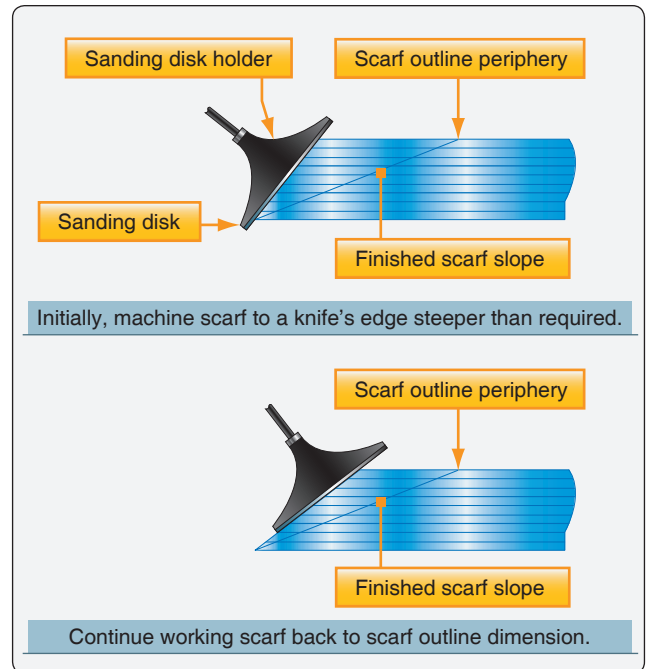 Sanding disk holder
Scarf outline periphery
Sanding disk
Finished scarf slope
Initially, machine scarf to a knife’s edge steeper than required.
Scarf outline periphery
Finished scarf slope
Continue working scarf back to scarf outline dimension.